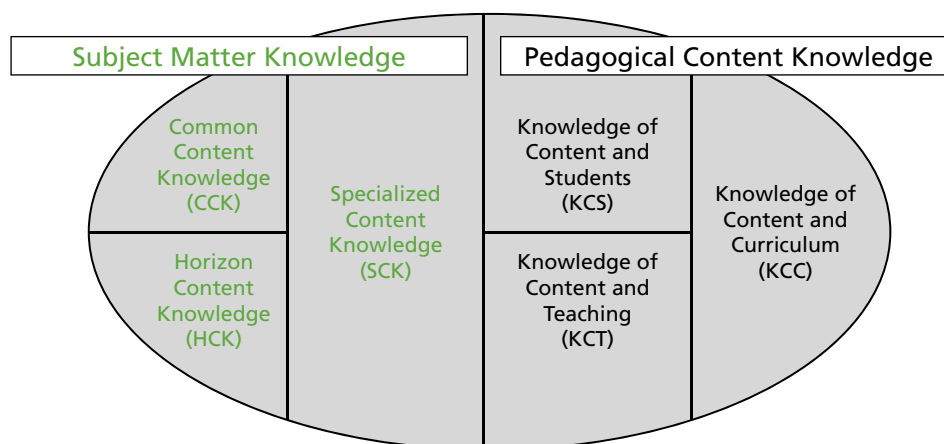 Subject Matter Knowledge
Pedagogical Content Knowledge
Common
Content
Knowledge
(CCK)
Horizon
Content
Knowledge
(HCK)
Specialized
Content
Knowledge
(SCK)
Knowledge of
Content and
Students
(KCS)
Knowledge of
Content and
Teaching
(KCT)
Knowledge of
Content and
Curriculum
(KCC)